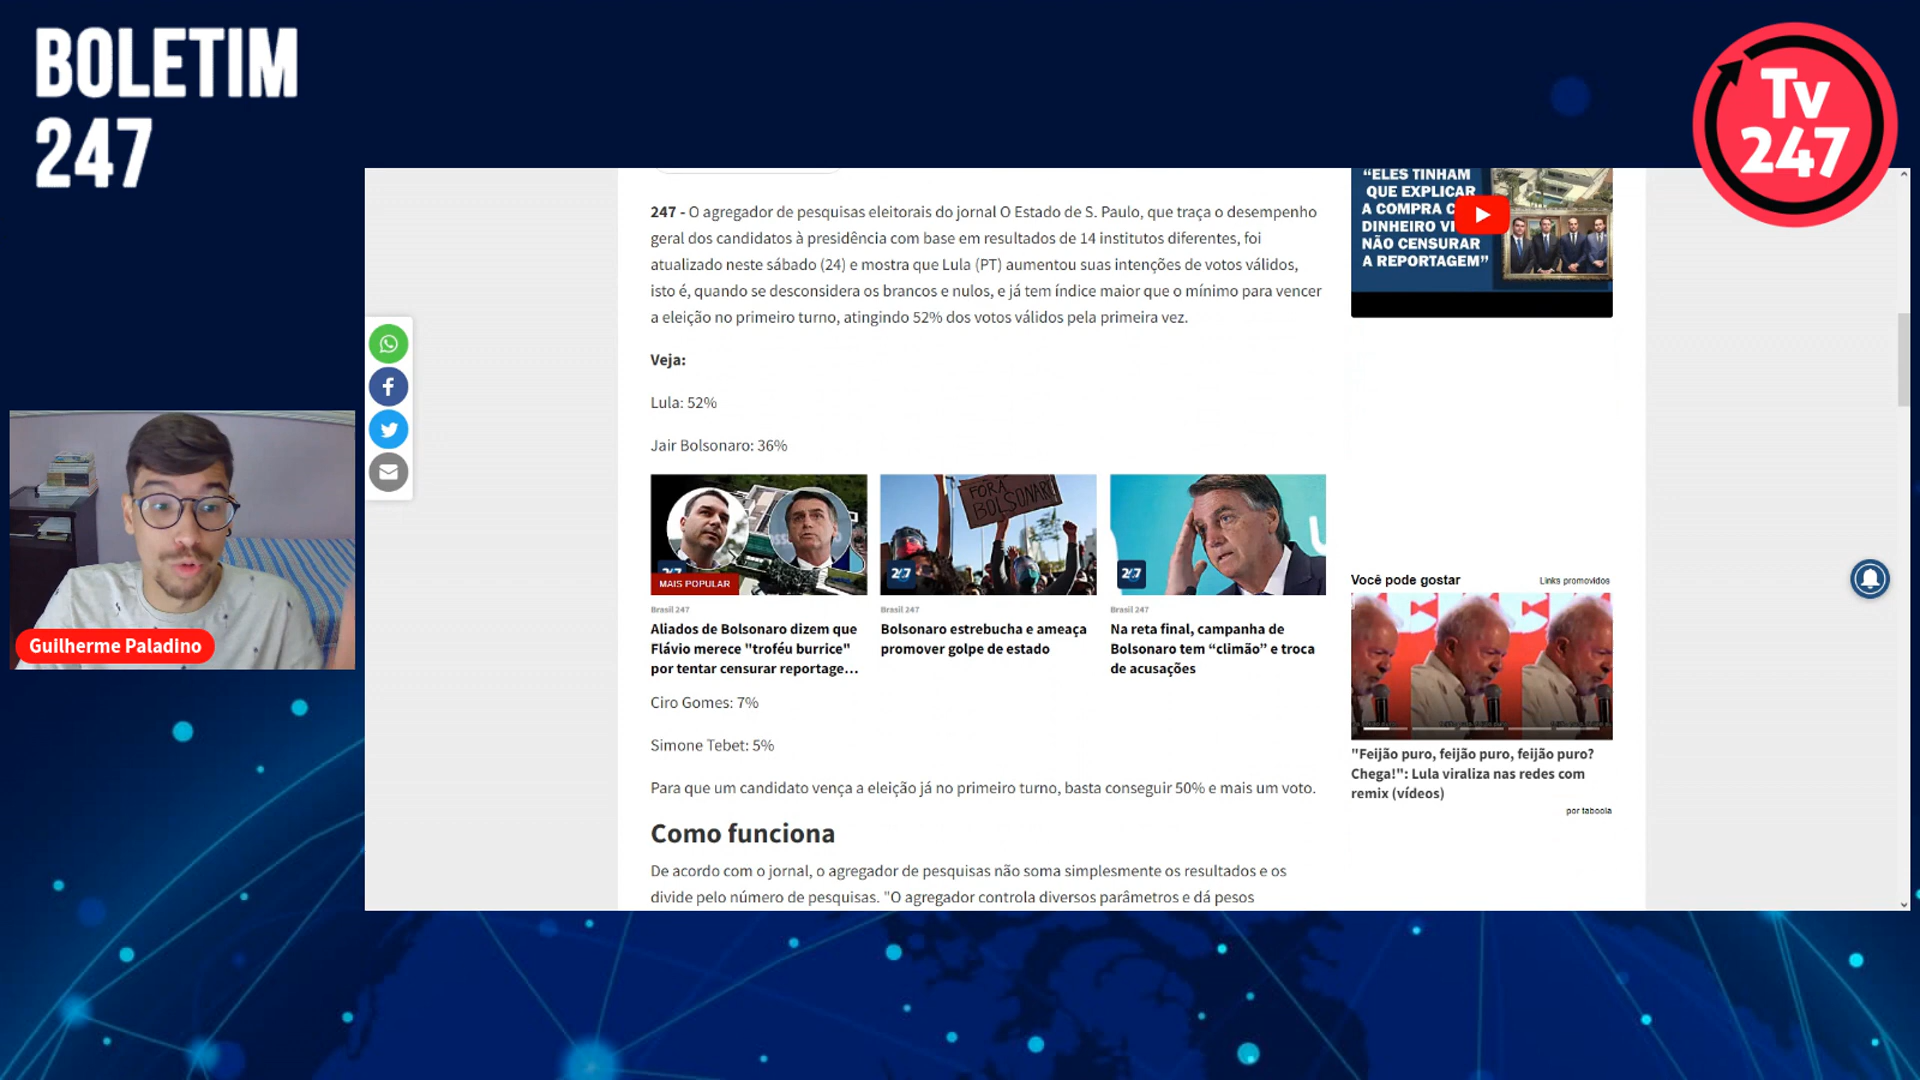 BOLETIM
247
Tv
247
Guilherme Paladino
247 - O agregador de pesquisas eleitorais do jornal O Estado de S. Paulo, que traça o desempenho
geral dos candidatos à presidência com base em resultados de 14 institutos diferentes, foi
atualizado neste sábado (24) e mostra que Lula (PT) aumentou suas intenções de votos válidos,
isto é, quando se desconsidera os brancos e nulos, e já tem índice maior que o mínimo para vencer
a eleição no primeiro turno, atingindo 52% dos votos válidos pela primeira vez.
Veja:
Lula: 52%
Jair Bolsonaro: 36%
FORA
BOLSONARO
247
247
MAIS POPULAR
Brasil 247
Aliados de Bolsonaro dizem que
Flávio merece "troféu burrice"
por tentar censurar reportage...
Brasil 247
Bolsonaro estrebucha e ameaça
promover golpe de estado
Brasil 247
Na reta final, campanha de
Bolsonaro tem “climão” e troca
de acusações
Ciro Gomes: 7%
Simone Tebet: 5%
Para que um candidato vença a eleição já no primeiro turno, basta conseguir 50% e mais um voto.
Como funciona
De acordo com o jornal, o agregador de pesquisas não soma simplesmente os resultados e os
divide pelo número de pesquisas. "O agregador controla diversos parâmetros e dá pesos
“ELES TINHAM
QUE EXPLICAR
A COMPRA C
DINHEIRO VI
NÃO CENSURAR
A REPORTAGEM”
Você pode gostar
Links promovidos
"Feijão puro, feijão puro, feijão puro?
Chega!": Lula viraliza nas redes com
remix (vídeos)
por taboola